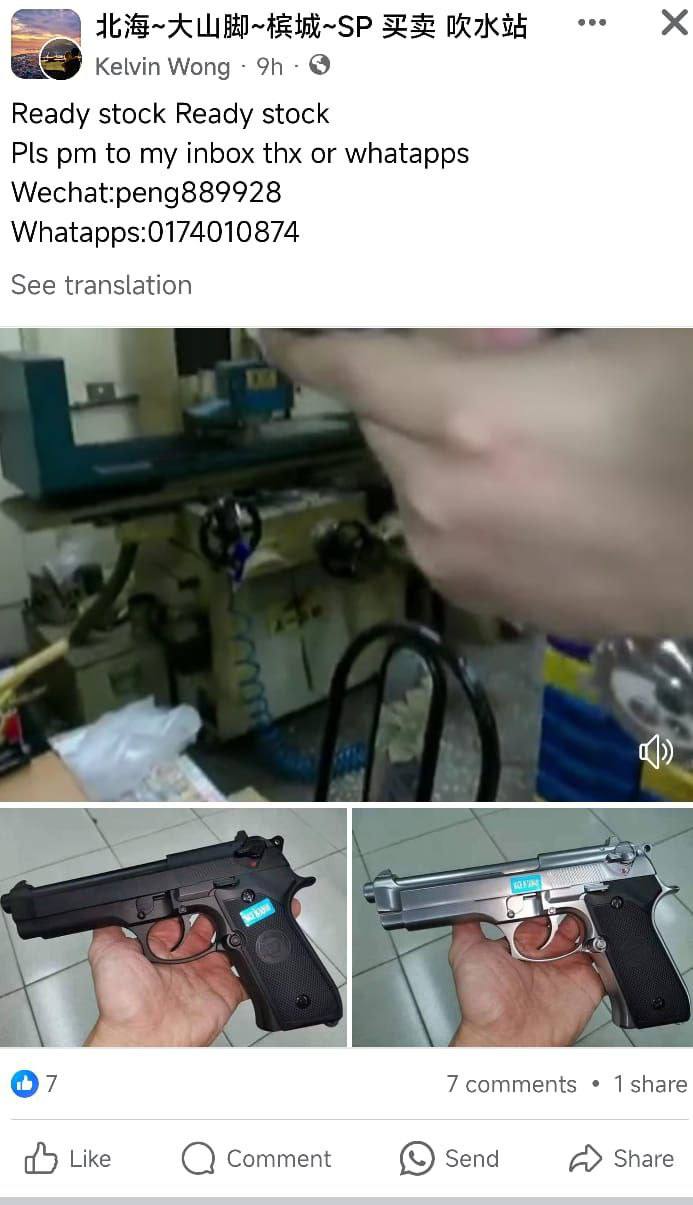 北海~大山脚~槟城~SP 买卖 吹水站
Kelvin Wong · 9h ·
Ready stock Ready stock
Pls pm to my inbox thx or whatapps
Wechat:peng889928
Whatapps:0174010874
See translation
7
7 comments • 1 share
Like
Comment
Send
Share